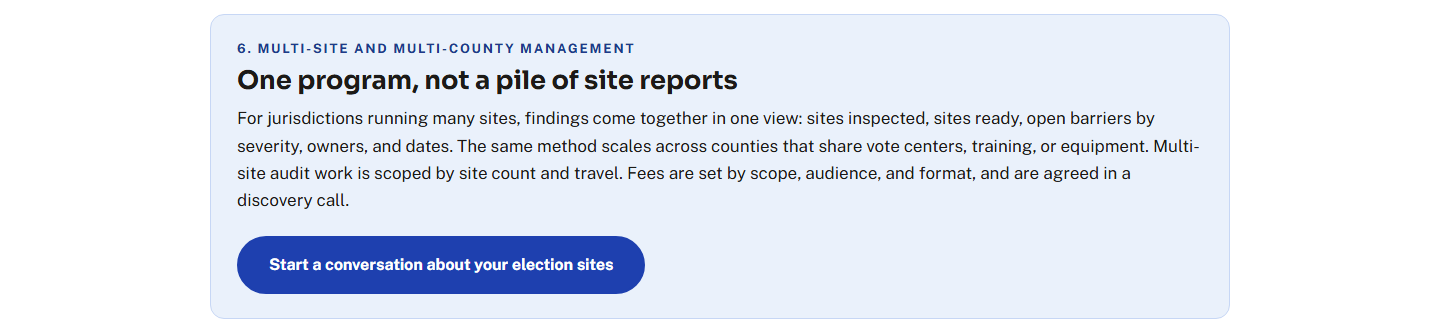 6. MULTI-SITE AND MULTI-COUNTY MANAGEMENT
One program, not a pile of site reports
For jurisdictions running many sites, findings come together in one view: sites inspected, sites ready, open barriers by
severity, owners, and dates. The same method scales across counties that share vote centers, training, or equipment. Multi-
site audit work is scoped by site count and travel. Fees are set by scope, audience, and format, and are agreed in a
discovery call.
Start a conversation about your election sites